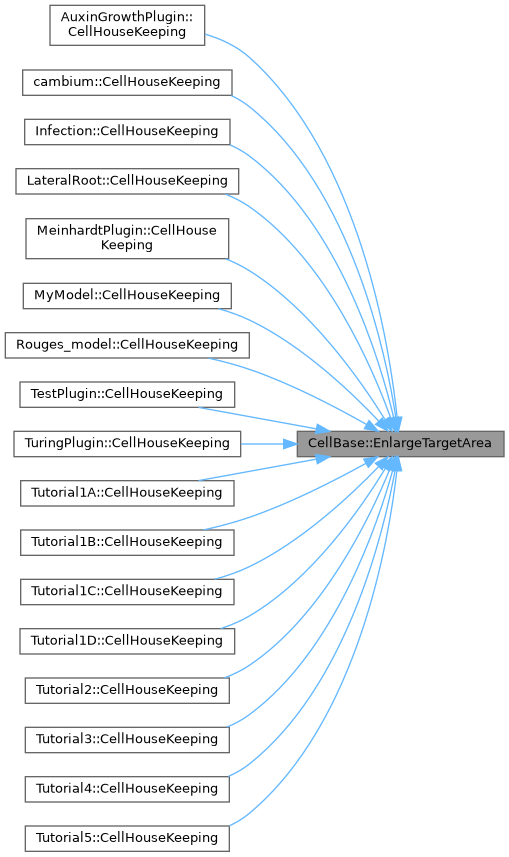 AuxinGrowthPlugin::
CellHouseKeeping
cambium::CellHouseKeeping
Infection::CellHouseKeeping
LateralRoot::CellHouseKeeping
MeinhardtPlugin::CellHouse
Keeping
MyModel::CellHouseKeeping
Rouges_model::CellHouseKeeping
TestPlugin::CellHouseKeeping
TuringPlugin::CellHouseKeeping
CellBase::EnlargeTargetArea
Tutorial1A::CellHouseKeeping
Tutorial1B::CellHouseKeeping
Tutorial1C::CellHouseKeeping
Tutorial1D::CellHouseKeeping
Tutorial2::CellHouseKeeping
Tutorial3::CellHouseKeeping
Tutorial4::CellHouseKeeping
Tutorial5::CellHouseKeeping